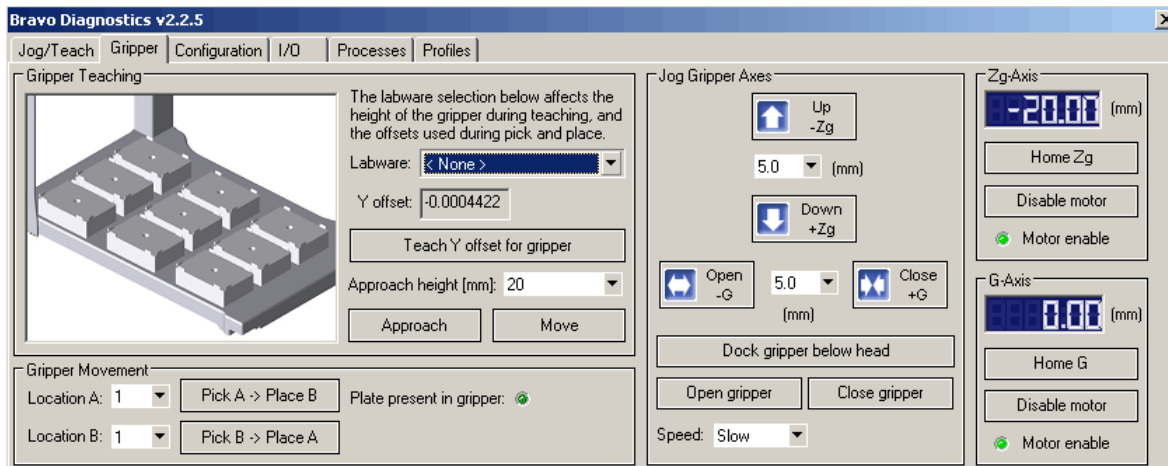 Bravo Diagnostics v2.2.5
Jog/Teach Gripper Configuration I/O Processes Profiles
Gripper Teaching
The labware selection below affects the
height of the gripper during teaching, and
the offsets used during pick and place.
Labware: < None >
Y offset: -0.0004422
Teach Y offset for gripper
Approach height [mm]: 20
Approach Move
Gripper Movement
Location A: 1 Pick A -> Place B Plate present in gripper:
Location B: 1 Pick B -> Place A
Jog Gripper Axes
Up
-Zg
5.0 (mm)
Down
+Zg
Open
-G
5.0
(mm)
Close
+G
Dock gripper below head
Open gripper Close gripper
Speed: Slow
Zg-Axis
-20.00 (mm)
Home Zg
Disable motor
Motor enable
G-Axis
0.00 (mm)
Home G
Disable motor
Motor enable